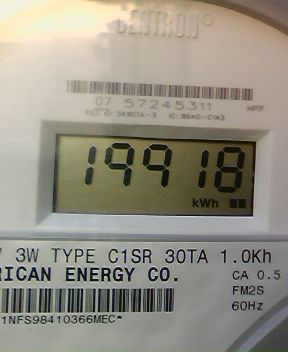 CENTRON®
07 57245311
19918
kWh
3W TYPE C1SR 30TA 1.0Kh
RICAN ENERGY CO.
CA 0.5
FM2S
60Hz
1NFS98410366MEC*